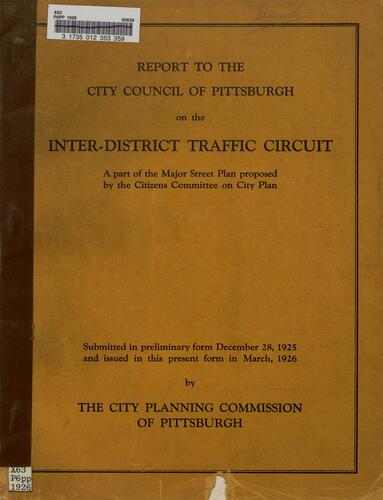 X63
P6PP 1926
00828
3 1735 012 353 359
REPORT TO THE
CITY COUNCIL OF PITTSBURGH
on the
INTER-DISTRICT TRAFFIC CIRCUIT
A part of the Major Street Plan proposed
by the Citizens Committee on City Plan
Submitted in preliminary form December 28, 1925
and issued in this present form in March, 1926
by
THE CITY PLANNING COMMISSION
OF PITTSBURGH
X63
P6pp
1926